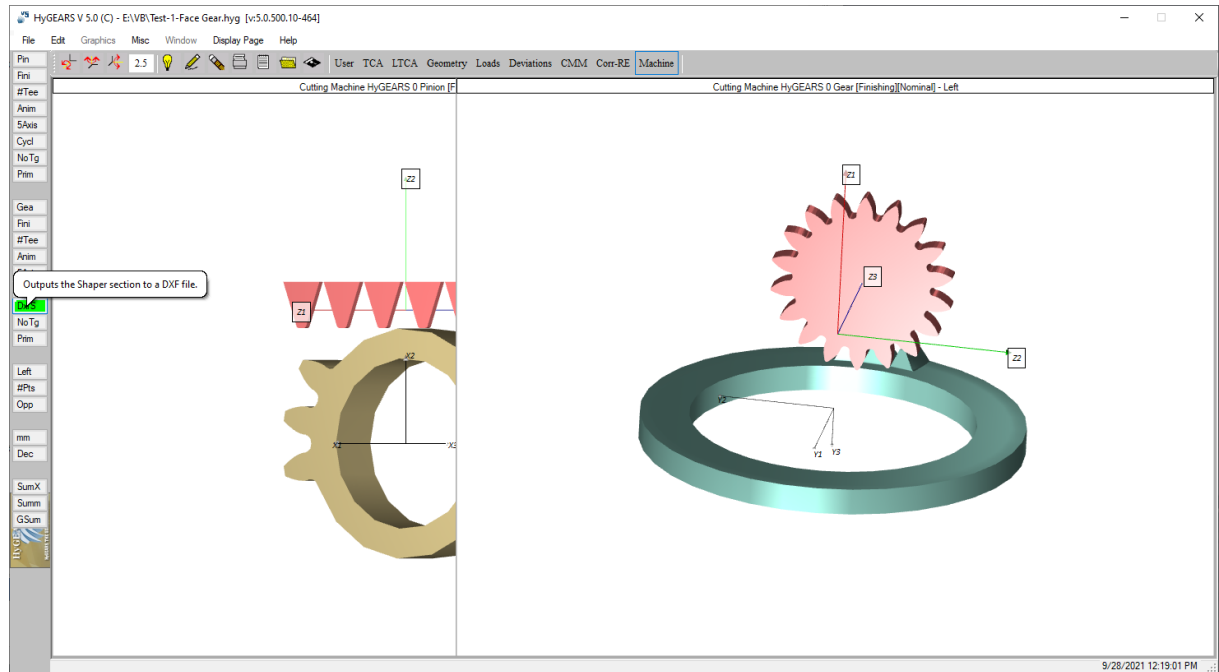 HyGEARS V 5.0 (C) - E:\VB\Test-1-Face Gear.hyg [v:5.0.500.10-464]
File Edit Graphics Misc Window Display Page Help
2.5 User TCA LTCA Geometry Loads Deviations CMM Corr-RE Machine
Pin
Fini
#Tee
Anim
5Axis
Cycl
NoTg
Prim
Gea
Fini
#Tee
Anim
Outputs the Shaper section to a DXF file.
NoTg
Prim
Left
#Pts
Opp
mm
Dec
SumX
Summ
GSum
Cutting Machine HyGEARS 0 Pinion [F
Z2
Z1
X2
X1
X3
Cutting Machine HyGEARS 0 Gear [Finishing][Nominal] - Left
Z1
Z3
Z2
Y2
Y1 Y3
9/28/2021 12:19:01 PM